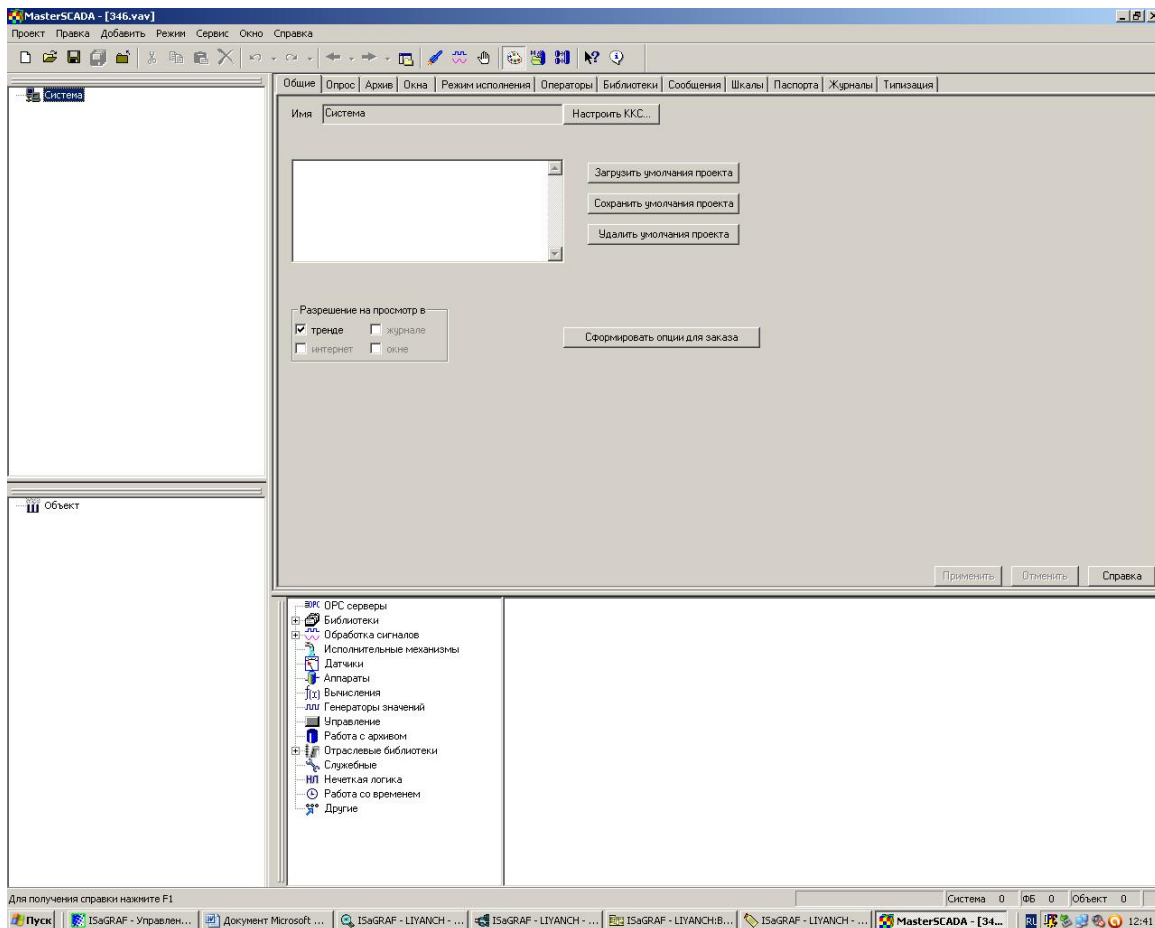 MasterSCADA - [346.vav]
Проект Правка Добавить Режим Сервис Окно Справка
Система
Общие Опрос Архив Окна Режим исполнения Операторы Библиотеки Сообщения Шкалы Паспорта Журналы Типизация
Имя Система Настроить ККС...
Загрузить умолчания проекта
Сохранить умолчания проекта
Удалить умолчания проекта
Разрешение на просмотр в
тренде журнале
интернет окне
Сформировать опции для заказа
Объект
Применить Отменить Справка
OPC серверы
Библиотеки
Обработка сигналов
Исполнительные механизмы
Датчики
Аппараты
f(x) Вычисления
Генераторы значений
Управление
Работа с архивом
Отраслевые библиотеки
Служебные
НЛ Нечеткая логика
Работа со временем
Другие
Для получения справки нажмите F1
Система 0 ФБ 0 Объект 0
Пуск ISaGRAF - Управлен... Документ Microsoft ... ISaGRAF - LIYANCH - ... ISaGRAF - LIYANCH - ... ISaGRAF - LIYANCH:B... ISaGRAF - LIYANCH - ... MasterSCADA - [34... RU 12:41